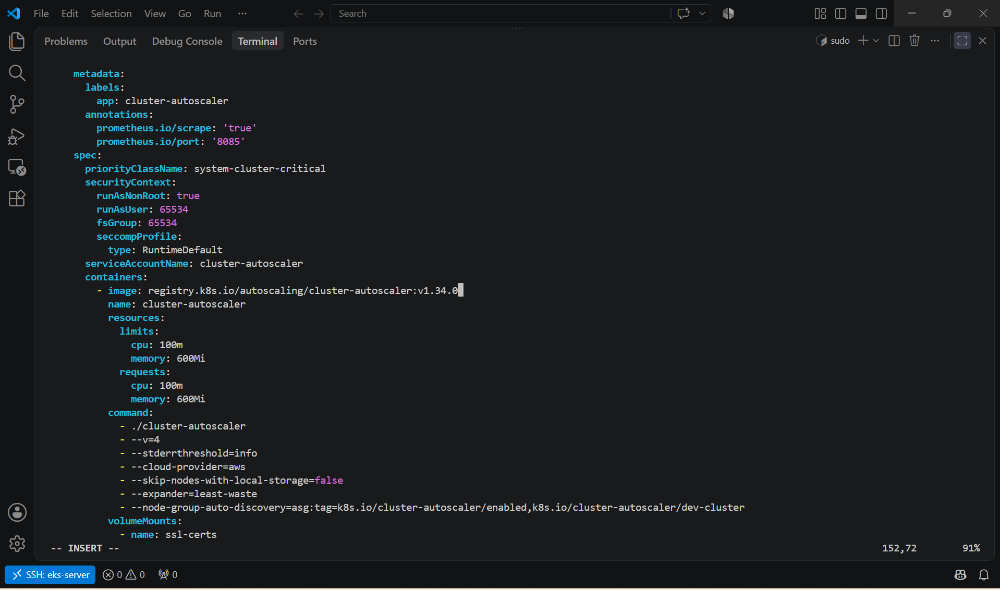 File Edit Selection View Go Run ··· Search
Problems Output Debug Console Terminal Ports sudo
metadata:
labels:
app: cluster-autoscaler
annotations:
prometheus.io/scrape: 'true'
prometheus.io/port: '8085'
spec:
priorityClassName: system-cluster-critical
securityContext:
runAsNonRoot: true
runAsUser: 65534
fsGroup: 65534
seccompProfile:
type: RuntimeDefault
serviceAccountName: cluster-autoscaler
containers:
- image: registry.k8s.io/autoscaling/cluster-autoscaler:v1.34.0
name: cluster-autoscaler
resources:
limits:
cpu: 100m
memory: 600Mi
requests:
cpu: 100m
memory: 600Mi
command:
- ./cluster-autoscaler
- --v=4
- --stderrthreshold=info
- --cloud-provider=aws
- --skip-nodes-with-local-storage=false
- --expander=least-waste
- --node-group-auto-discovery=asg:tag=k8s.io/cluster-autoscaler/enabled,k8s.io/cluster-autoscaler/dev-cluster
volumeMounts:
- name: ssl-certs
-- INSERT -- 152,72 91%
SSH: eks-server 0 0 0